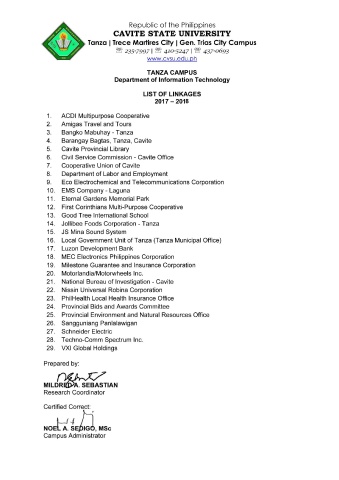 Republic of the Philippines
CAVITE STATE UNIVERSITY
Tanza | Trece Martires City | Gen. Trias City Campus
☏ 235-7997 | ☏ 420-5247 | ☏ 437-0693
www.cvsu.edu.ph
TANZA CAMPUS
Department of Information Technology
LIST OF LINKAGES
2017 – 2018
1. ACDI Multipurpose Cooperative
2. Amigas Travel and Tours
3. Bangko Mabuhay - Tanza
4. Barangay Bagtas, Tanza, Cavite
5. Cavite Provincial Library
6. Civil Service Commission - Cavite Office
7. Cooperative Union of Cavite
8. Department of Labor and Employment
9. Eco Electrochemical and Telecommunications Corporation
10. EMS Company - Laguna
11. Eternal Gardens Memorial Park
12. First Corinthians Multi-Purpose Cooperative
13. Good Tree International School
14. Jollibee Foods Corporation - Tanza
15. JS Mina Sound System
16. Local Government Unit of Tanza (Tanza Municipal Office)
17. Luzon Development Bank
18. MEC Electronics Philippines Corporation
19. Milestone Guarantee and Insurance Corporation
20. Motorlandia/Motorwheels Inc.
21. National Bureau of Investigation - Cavite
22. Nissin Universal Robina Corporation
23. PhilHealth Local Health Insurance Office
24. Provincial Bids and Awards Committee
25. Provincial Environment and Natural Resources Office
26. Sangguniang Panlalawigan
27. Schneider Electric
28. Techno-Comm Spectrum Inc.
29. VXI Global Holdings
Prepared by:
MILDRED A. SEBASTIAN
Research Coordinator
Certified Correct:
NOEL A. SEDIGO, MSc
Campus Administrator